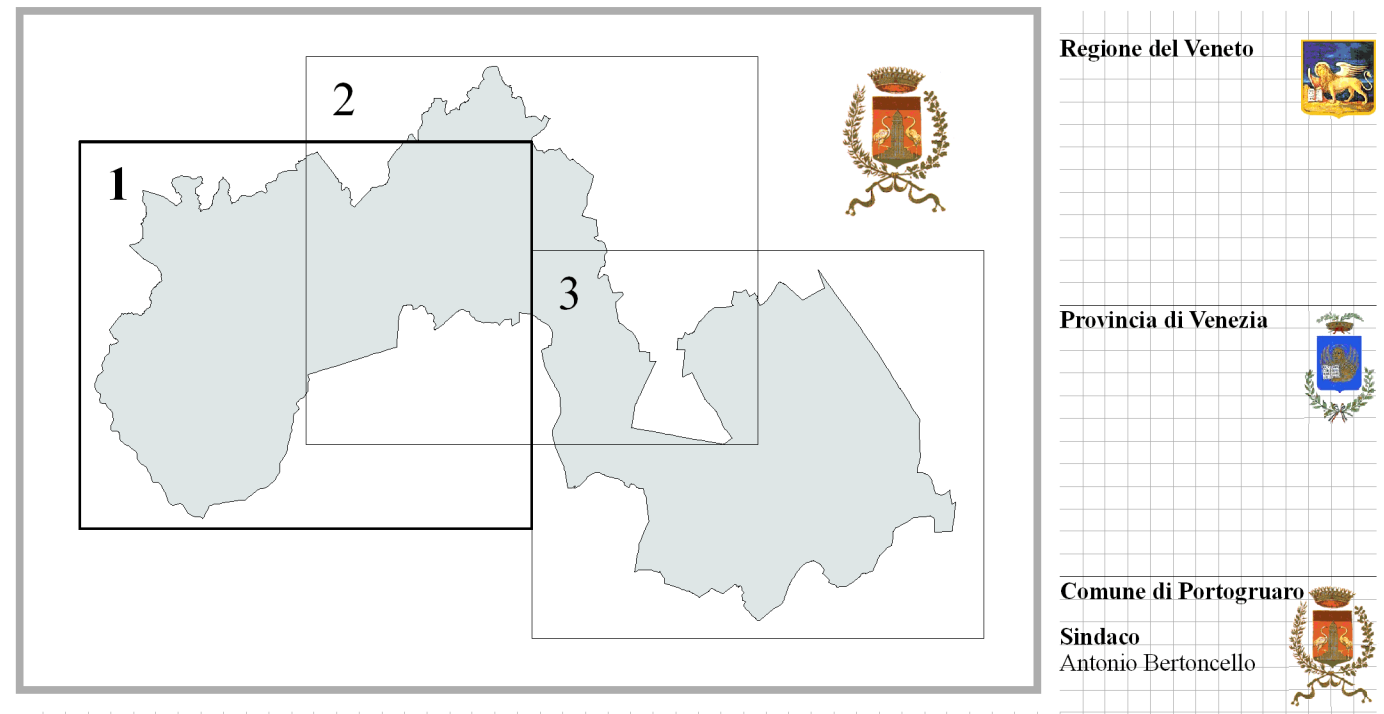 2
1
3
Regione del Veneto
Provincia di Venezia
Comune di Portogruaro
Sindaco
Antonio Bertoncello